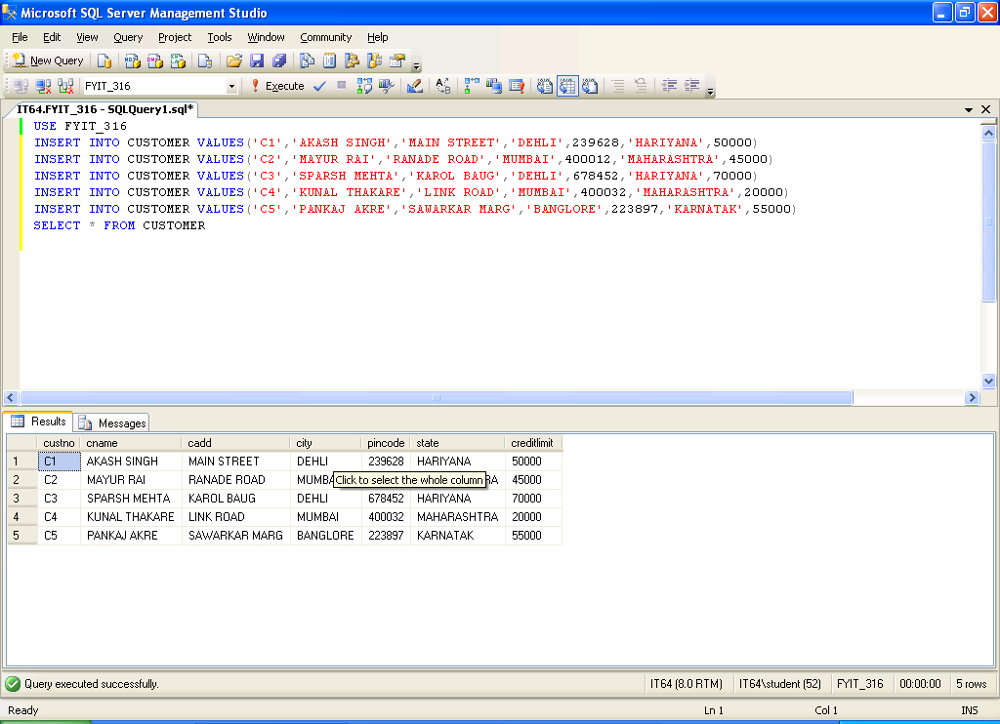 Microsoft SQL Server Management Studio
File Edit View Query Project Tools Window Community Help
New Query
FYIT_316 Execute
IT64.FYIT_316 - SQLQuery1.sql*
USE FYIT_316
INSERT INTO CUSTOMER VALUES('C1','AKASH SINGH','MAIN STREET','DEHLI',239628,'HARIYANA',50000)
INSERT INTO CUSTOMER VALUES('C2','MAYUR RAI','RANADE ROAD','MUMBAI',400012,'MAHARASHTRA',45000)
INSERT INTO CUSTOMER VALUES('C3','SPARSH MEHTA','KAROL BAUG','DEHLI',678452,'HARIYANA',70000)
INSERT INTO CUSTOMER VALUES('C4','KUNAL THAKARE','LINK ROAD','MUMBAI',400032,'MAHARASHTRA',20000)
INSERT INTO CUSTOMER VALUES('C5','PANKAJ AKRE','SAWARKAR MARG','BANGLORE',223897,'KARNATAK',55000)
SELECT * FROM CUSTOMER
Results Messages
custno cname cadd city pincode state creditlimit
1 C1 AKASH SINGH MAIN STREET DEHLI 239628 HARIYANA 50000
2 C2 MAYUR RAI RANADE ROAD MUMBA Click to select the whole column RA 45000
3 C3 SPARSH MEHTA KAROL BAUG DEHLI 678452 HARIYANA 70000
4 C4 KUNAL THAKARE LINK ROAD MUMBAI 400032 MAHARASHTRA 20000
5 C5 PANKAJ AKRE SAWARKAR MARG BANGLORE 223897 KARNATAK 55000
Query executed successfully. IT64 (8.0 RTM) IT64\student (52) FYIT_316 00:00:00 5 rows
Ready Ln 1 Col 1 INS